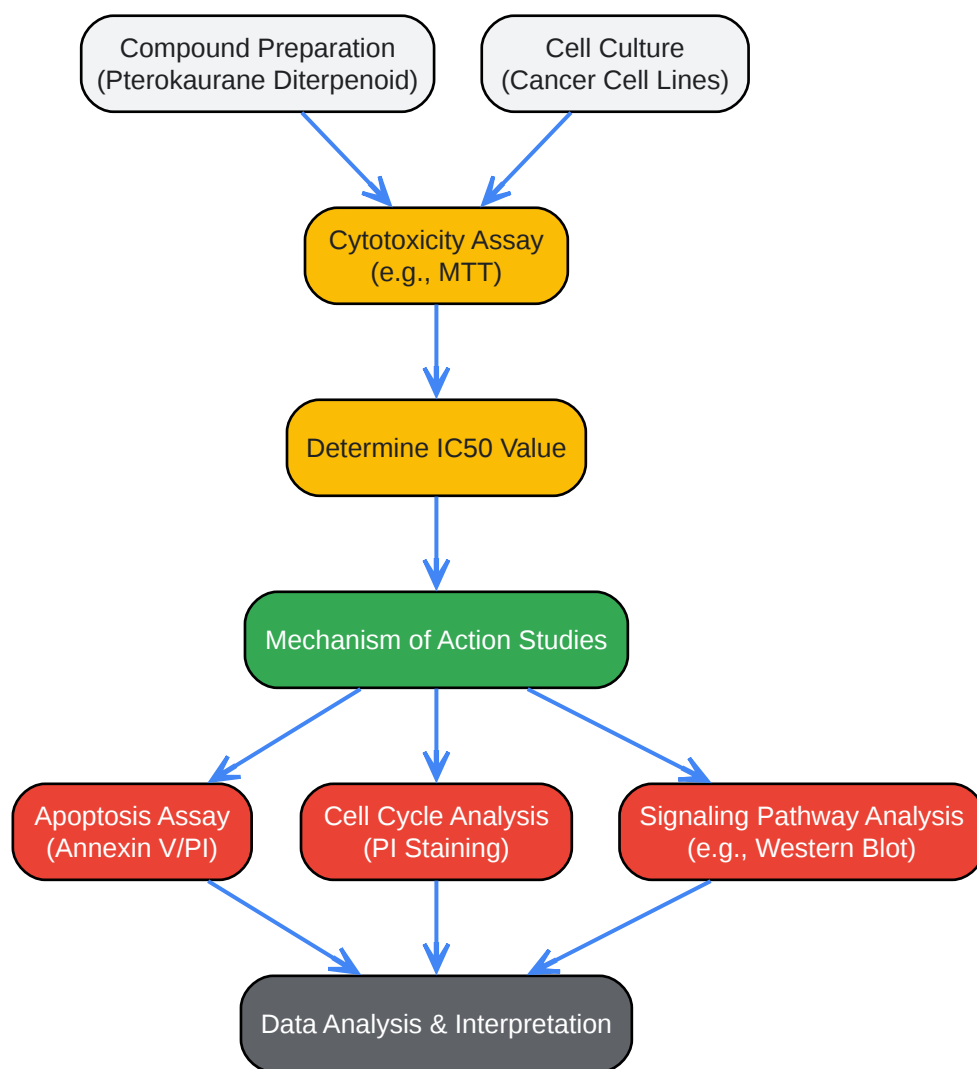 Compound Preparation
(Pterokaurane Diterpenoid)
Cell Culture
(Cancer Cell Lines)
Cytotoxicity Assay
(e.g., MTT)
Determine IC50 Value
Mechanism of Action Studies
Apoptosis Assay
(Annexin V/PI)
Cell Cycle Analysis
(PI Staining)
Signaling Pathway Analysis
(e.g., Western Blot)
Data Analysis & Interpretation